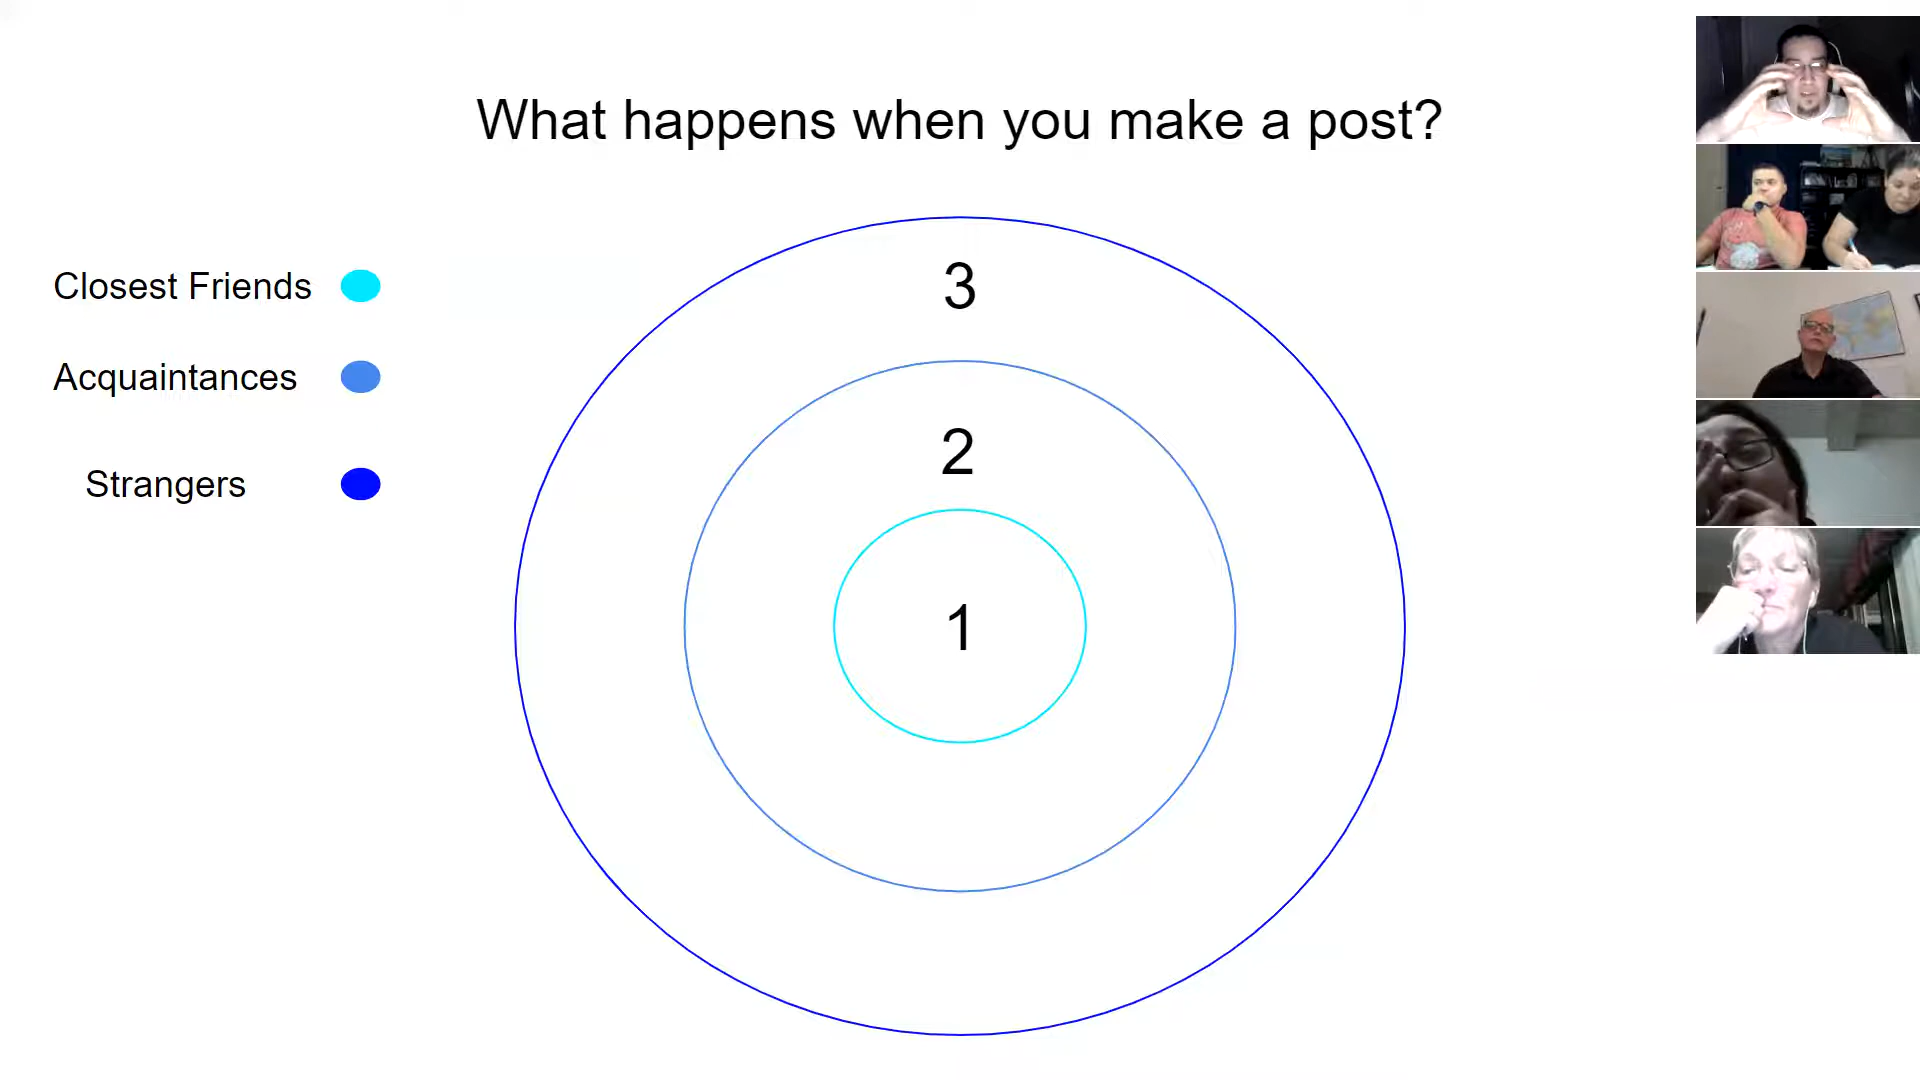 What happens when you make a post?
Closest Friends
Acquaintances
Strangers
3
2
1